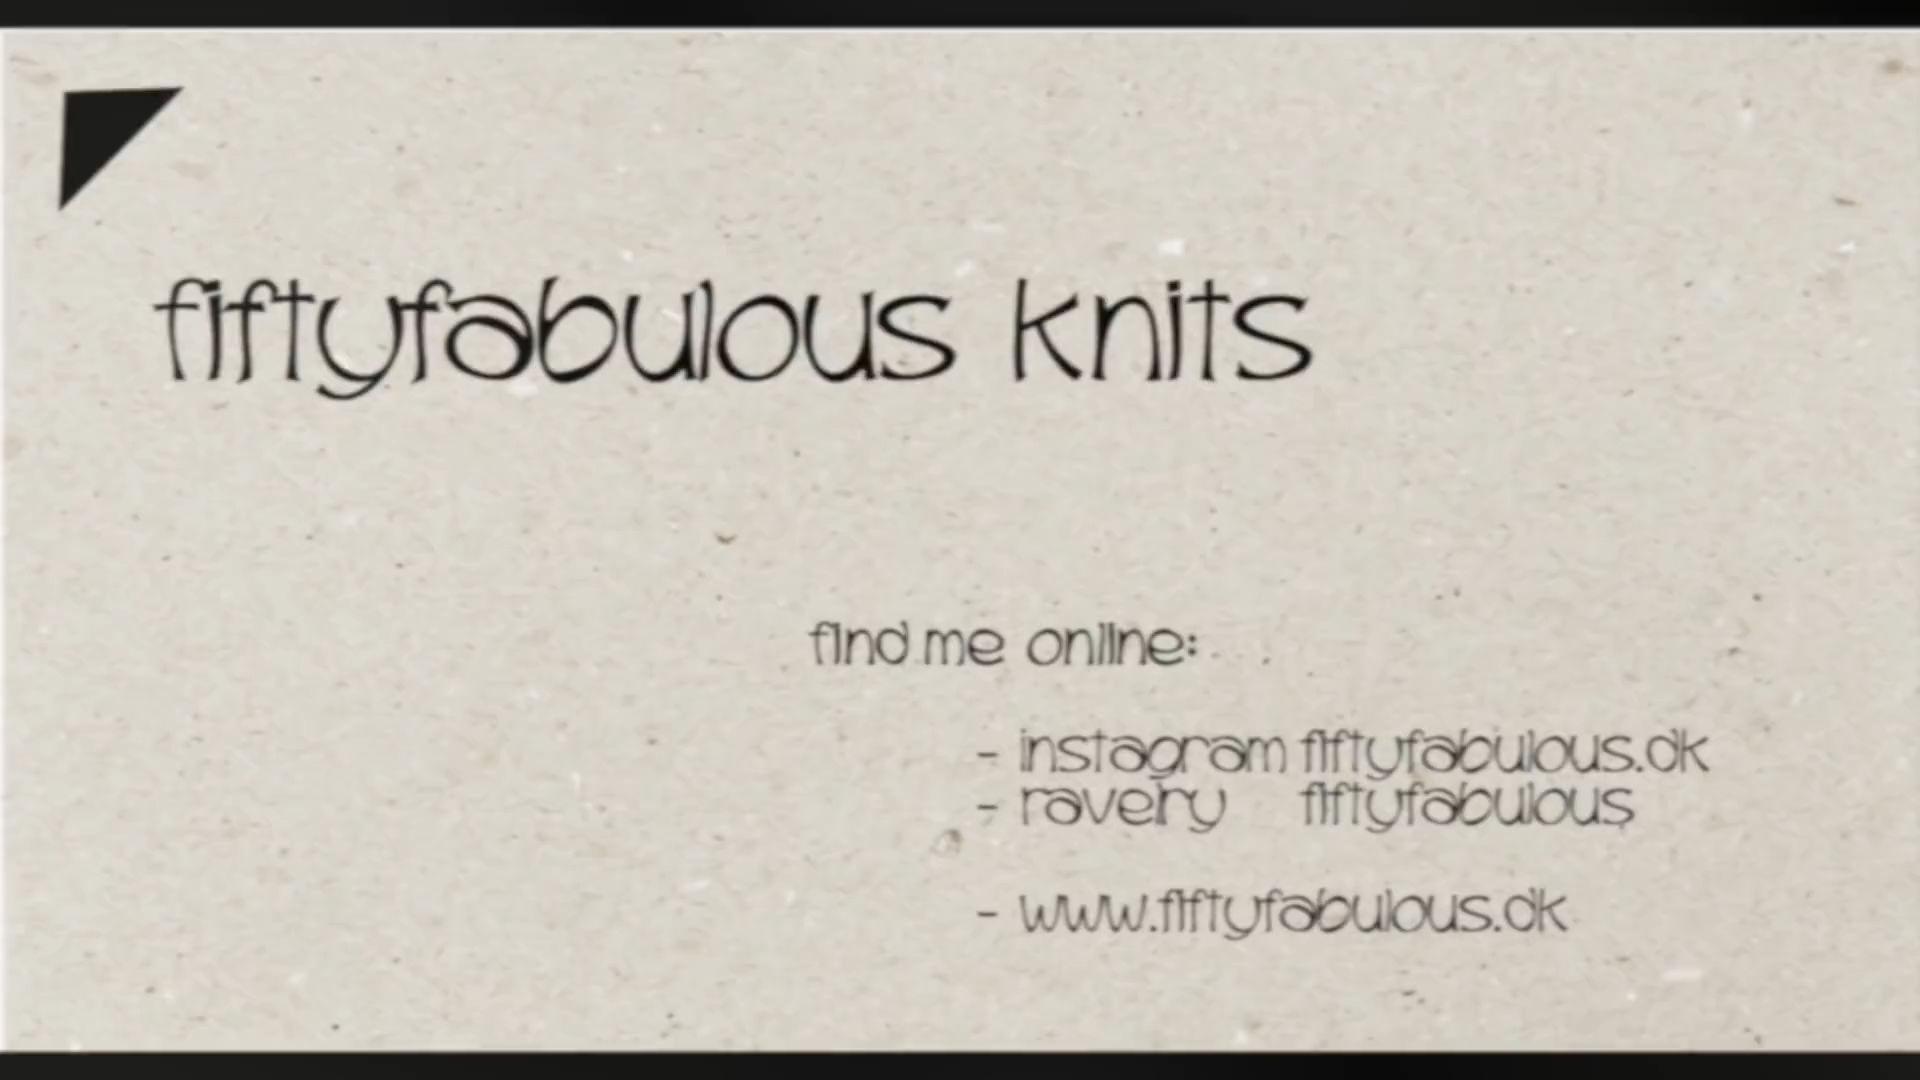 fiftyfabulous knits
find me online:
- instagram fiftyfabulous.dk
- ravelry fiftyfabulous
- www.fiftyfabulous.dk